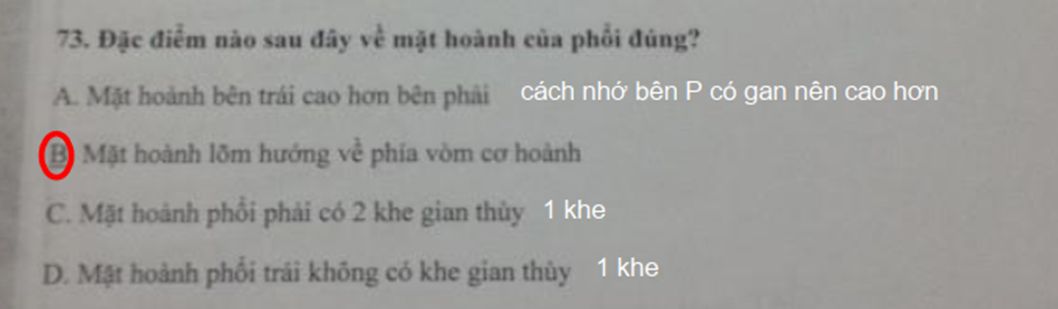 73. Đặc điểm nào sau đây về mặt hoành của phổi đúng?
A. Mặt hoành bên trái cao hơn bên phải cách nhớ bên P có gan nên cao hơn
B Mặt hoành lõm hướng về phía vòm cơ hoành
C. Mặt hoành phổi phải có 2 khe gian thùy 1 khe
D. Mặt hoành phổi trái không có khe gian thùy 1 khe